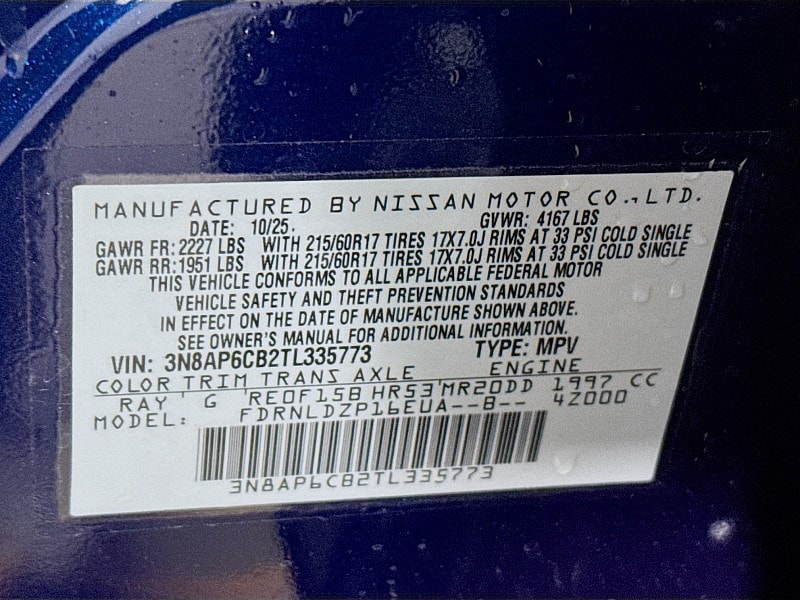 MANUFACTURED BY NISSAN MOTOR CO., LTD.
DATE: 10/25. GVWR: 4167 LBS
GAWR FR: 2227 LBS WITH 215/60R17 TIRES 17X7.0J RIMS AT 33 PSI COLD SINGLE
GAWR RR: 1951 LBS WITH 215/60R17 TIRES 17X7.0J RIMS AT 33 PSI COLD SINGLE
THIS VEHICLE CONFORMS TO ALL APPLICABLE FEDERAL MOTOR
VEHICLE SAFETY AND THEFT PREVENTION STANDARDS
IN EFFECT ON THE DATE OF MANUFACTURE SHOWN ABOVE.
SEE OWNER'S MANUAL FOR ADDITIONAL INFORMATION.
VIN: 3N8AP6CB2TL335773 TYPE: MPV
COLOR TRIM TRANS AXLE ENGINE
RAY ' G 'RE0F15B HR53'MR20DD 1997 CC
MODEL: FDRNLDZP16EUA--B-- 4Z000
3N8AP6CB2TL335773